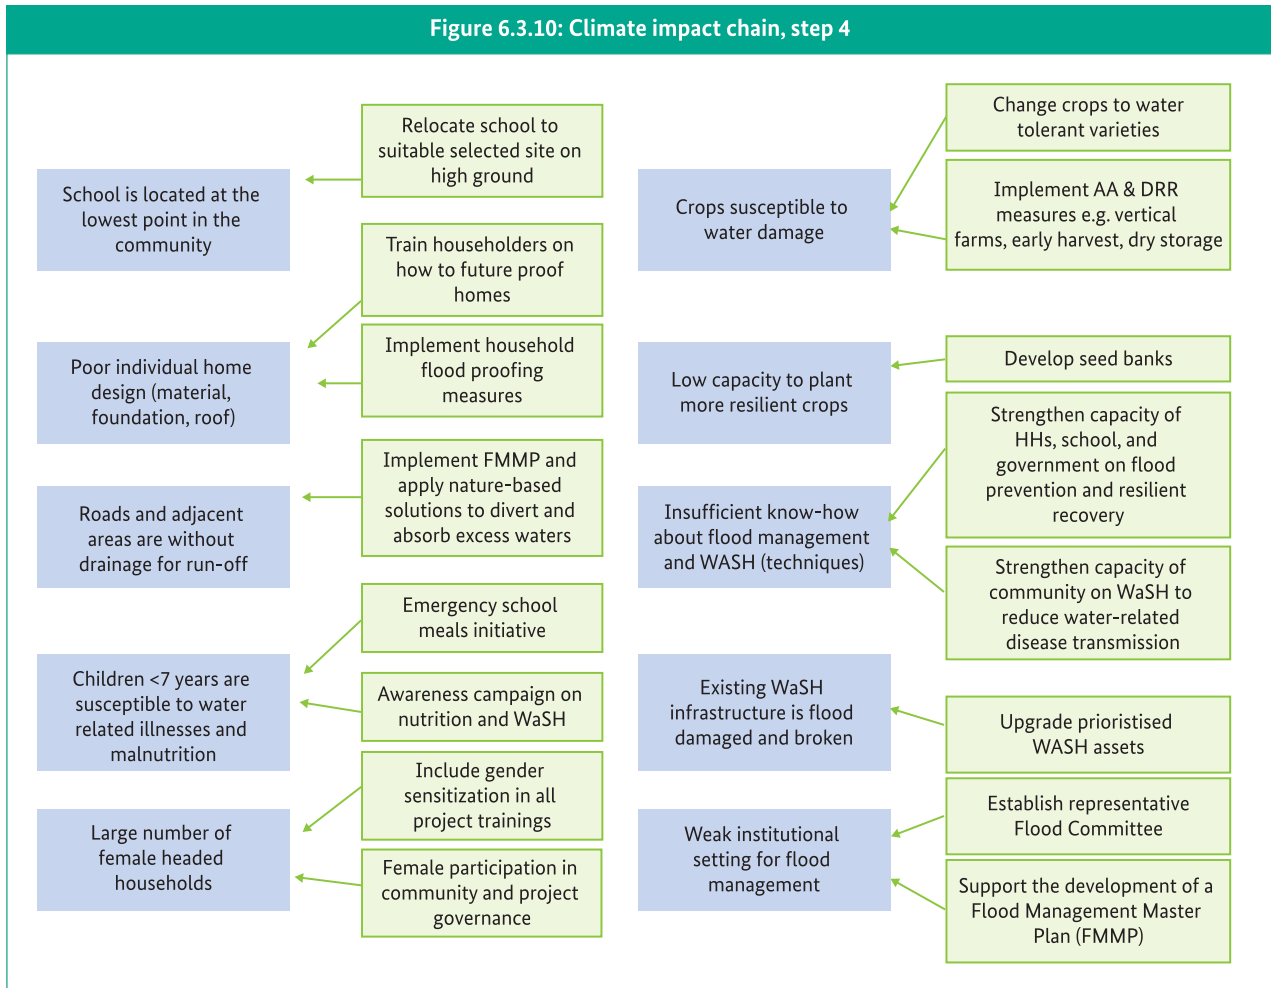 Figure 6.3.10: Climate impact chain, step 4
School is located at the
lowest point in the
community
Relocate school to
suitable selected site on
high ground
Poor individual home
design (material,
foundation, roof)
Train householders on
how to future proof
homes
Implement household
flood proofing
measures
Roads and adjacent
areas are without
drainage for run-off
Implement FMMP and
apply nature-based
solutions to divert and
absorb excess waters
Children <7 years are
susceptible to water
related illnesses and
malnutrition
Emergency school
meals initiative
Awareness campaign on
nutrition and WaSH
Large number of
female headed
households
Include gender
sensitization in all
project trainings
Female participation in
community and project
governance
Crops susceptible to
water damage
Change crops to water
tolerant varieties
Implement AA & DRR
measures e.g. vertical
farms, early harvest, dry storage
Low capacity to plant
more resilient crops
Develop seed banks
Insufficient know-how
about flood management
and WASH (techniques)
Strengthen capacity of
HHs, school, and
government on flood
prevention and resilient
recovery
Strengthen capacity of
community on WaSH to
reduce water-related
disease transmission
Existing WaSH
infrastructure is flood
damaged and broken
Upgrade prioristised
WASH assets
Weak institutional
setting for flood
management
Establish representative
Flood Committee
Support the development of a
Flood Management Master
Plan (FMMP)